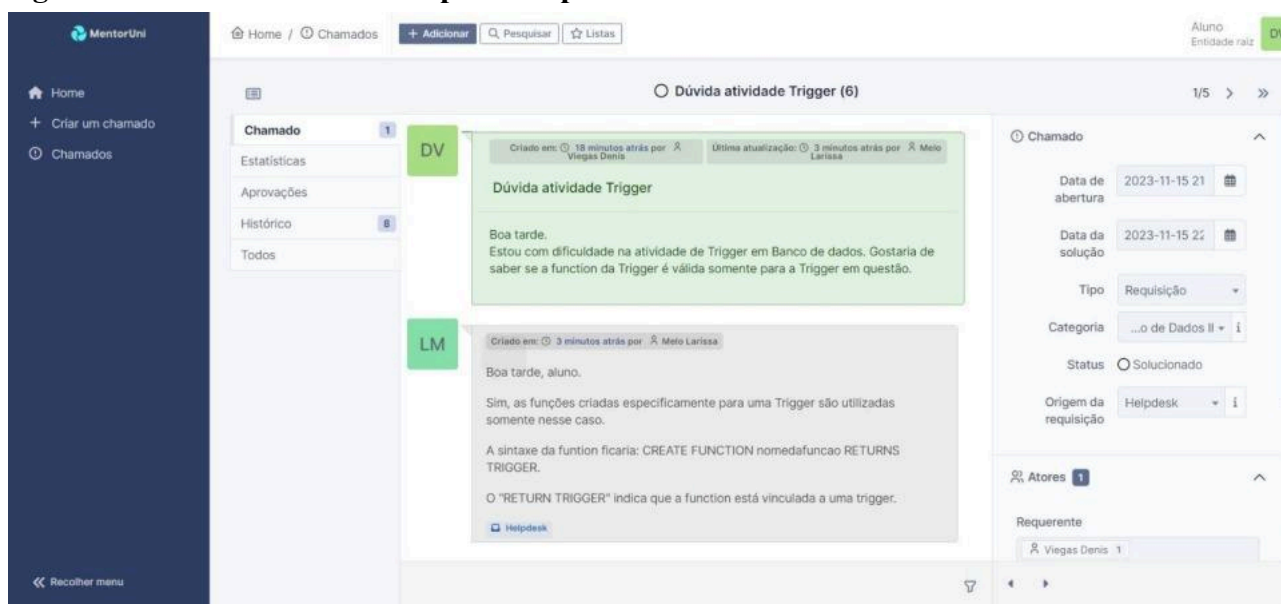 MentorUni
Home / Chamados
+ Adicionar
Pesquisar
Listas
Aluno
Entidade raiz
DV
Home
+ Criar um chamado
Chamados
Recolher menu
Dúvida atividade Trigger (6)
1/5
Chamado 1
Estatísticas
Aprovações
Histórico 8
Todos
DV
Criado em: 18 minutos atrás por
Viegas Denis
Última atualização: 3 minutos atrás por Melo
Larissa
Dúvida atividade Trigger
Boa tarde.
Estou com dificuldade na atividade de Trigger em Banco de dados. Gostaria de
saber se a function da Trigger é válida somente para a Trigger em questão.
LM
Criado em: 3 minutos atrás por Melo Larissa
Boa tarde, aluno.
Sim, as funções criadas especificamente para uma Trigger são utilizadas
somente nesse caso.
A sintaxe da funtion ficaria: CREATE FUNCTION nomedafuncao RETURNS
TRIGGER.
O "RETURN TRIGGER" indica que a function está vinculada a uma trigger.
Helpdesk
Chamado
Data de
abertura
2023-11-15 21
Data da
solução
2023-11-15 22
Tipo
Requisição
Categoria
...o de Dados II
i
Status
Solucionado
Origem da
requisição
Helpdesk
i
Atores 1
Requerente
Viegas Denis 1